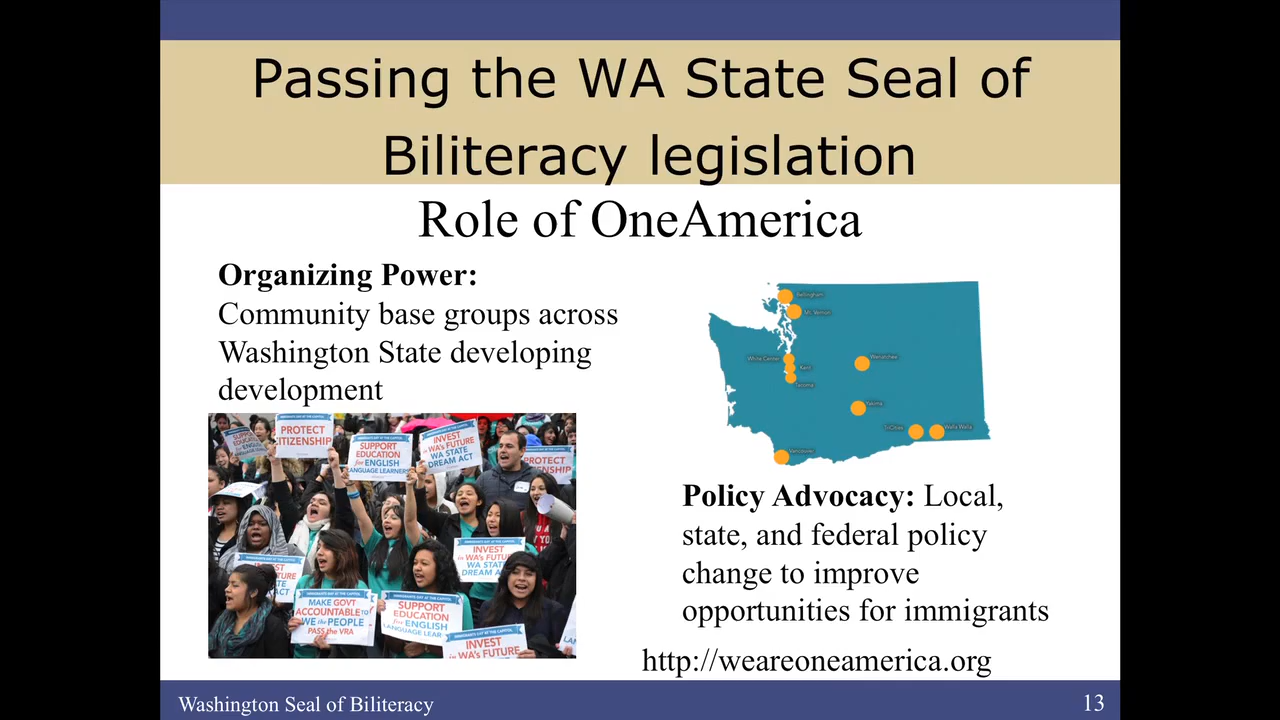 Passing the WA State Seal of
Biliteracy legislation
Role of OneAmerica
Organizing Power:
Community base groups across
Washington State developing
development
PROTECT
CITIZENSHIP
SUPPORT
EDUCATION
for ENGLISH
LANGUAGE LEARNERS
INVEST
in WA'S FUTURE
WA STATE
DREAM ACT
PROTECT
INVEST
in WA'S FUTURE
WA STATE
DREAM AC
MAKE GOVT
ACCOUNTABLE to
WE the PEOPLE
PASS the VRA
SUPPORT
EDUCATION
for ENGLISH
LANGUAGE LEAR
INVEST
in WA'S FUTURE
Bellingham
Mt. Vernon
White Center
Kent
Tacoma
Wenatchee
Yakima
TriCities
Walla Walla
Vancouver
Policy Advocacy: Local,
state, and federal policy
change to improve
opportunities for immigrants
http://weareoneamerica.org
Washington Seal of Biliteracy
13